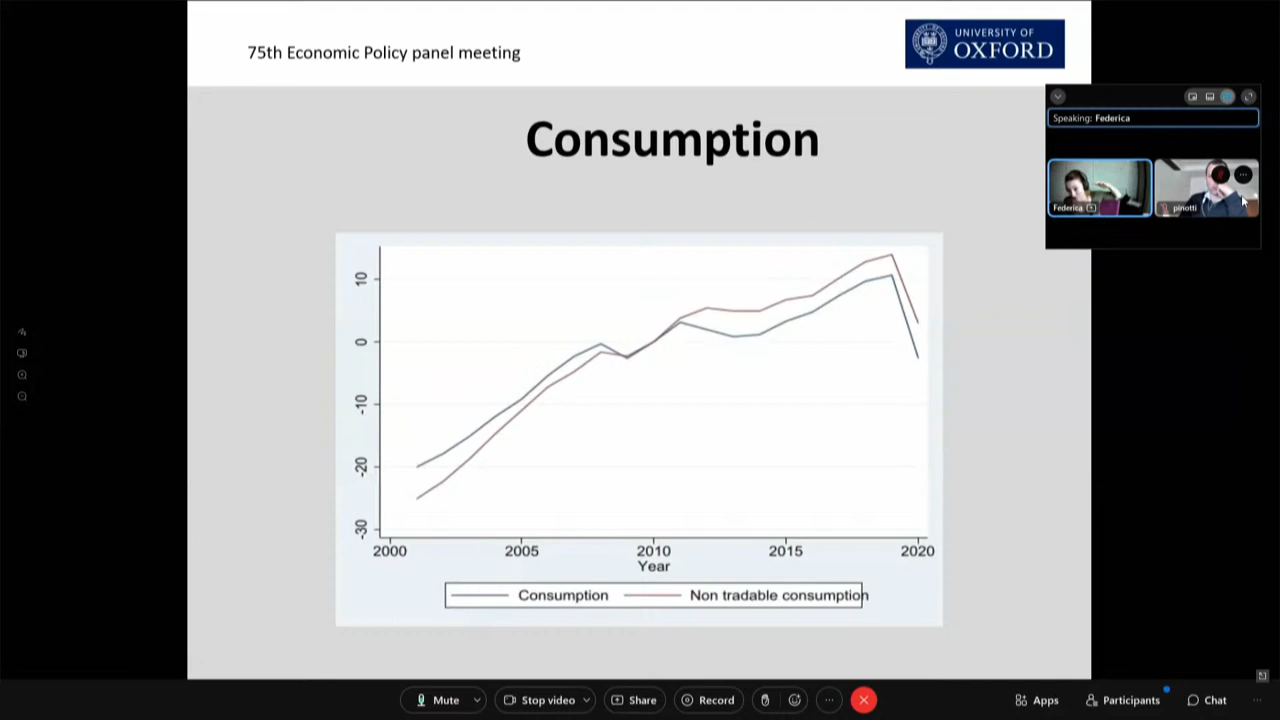 75th Economic Policy panel meeting
UNIVERSITY OF
OXFORD
Speaking: Federica
Federica
pinotti
Consumption
10
0
-10
-20
-30
2000
2005
2010
2015
2020
Year
Consumption
Non tradable consumption
Mute
Stop video
Share
Record
Apps
Participants
Chat